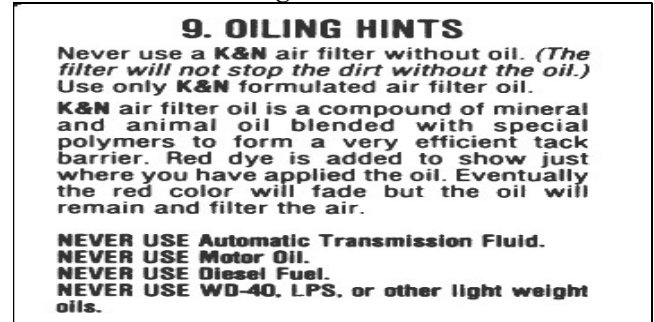 9. OILING HINTS
Never use a K&N air filter without oil. (The
filter will not stop the dirt without the oil.)
Use only K&N formulated air filter oil.
K&N air filter oil is a compound of mineral
and animal oil blended with special
polymers to form a very efficient tack
barrier. Red dye is added to show just
where you have applied the oil. Eventually
the red color will fade but the oil will
remain and filter the air.
NEVER USE Automatic Transmission Fluid.
NEVER USE Motor Oil.
NEVER USE Diesel Fuel.
NEVER USE WD-40, LPS, or other light weight
oils.